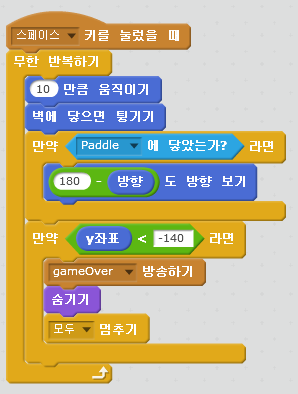 스페이스 키를 눌렀을 때
무한 반복하기
10 만큼 움직이기
벽에 닿으면 튕기기
만약 Paddle 에 닿았는가? 라면
180 - 방향 도 방향 보기
만약 y좌표 < -140 라면
gameOver 방송하기
숨기기
모두 멈추기